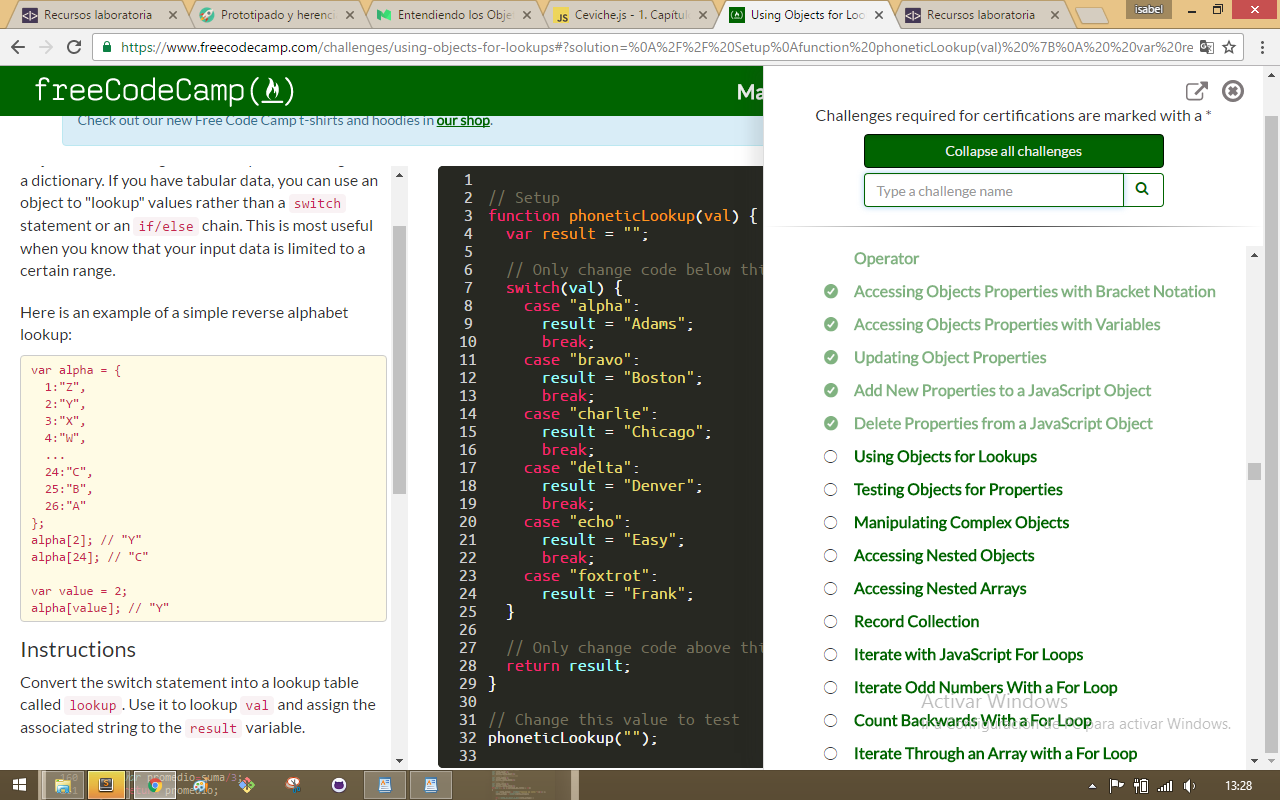 Recursos laboratoria
Prototipado y herenc
Entendiendo los Obje
Ceviche.js - 1. Capítul
Using Objects for Loo
Recursos laboratoria
isabel
https://www.freecodecamp.com/challenges/using-objects-for-lookups#?solution=%0A%2F%2F%20Setup%0Afunction%20phoneticLookup(val)%20%7B%0A%20%20var%20re
freeCodeCamp
Ma
Check out our new Free Code Camp t-shirts and hoodies in our shop.
a dictionary. If you have tabular data, you can use an
object to "lookup" values rather than a switch
statement or an if/else chain. This is most useful
when you know that your input data is limited to a
certain range.
Here is an example of a simple reverse alphabet
lookup:
var alpha = {
1:"Z",
2:"Y",
3:"X",
4:"W",
...
24:"C",
25:"B",
26:"A"
};
alpha[2]; // "Y"
alpha[24]; // "C"
var value = 2;
alpha[value]; // "Y"
Instructions
Convert the switch statement into a lookup table
called lookup . Use it to lookup val and assign the
associated string to the result variable.
1
2 // Setup
3 function phoneticLookup(val) {
4 var result = "";
5
6 // Only change code below thi
7 switch(val) {
8 case "alpha":
9 result = "Adams";
10 break;
11 case "bravo":
12 result = "Boston";
13 break;
14 case "charlie":
15 result = "Chicago";
16 break;
17 case "delta":
18 result = "Denver";
19 break;
20 case "echo":
21 result = "Easy";
22 break;
23 case "foxtrot":
24 result = "Frank";
25 }
26
27 // Only change code above thi
28 return result;
29 }
30
31 // Change this value to test
32 phoneticLookup("");
33
Challenges required for certifications are marked with a *
Collapse all challenges
Type a challenge name
Operator
Accessing Objects Properties with Bracket Notation
Accessing Objects Properties with Variables
Updating Object Properties
Add New Properties to a JavaScript Object
Delete Properties from a JavaScript Object
Using Objects for Lookups
Testing Objects for Properties
Manipulating Complex Objects
Accessing Nested Objects
Accessing Nested Arrays
Record Collection
Iterate with JavaScript For Loops
Iterate Odd Numbers With a For Loop
Activar Windows
Count Backwards With a For Loop
para activar Windows.
Iterate Through an Array with a For Loop
13:28